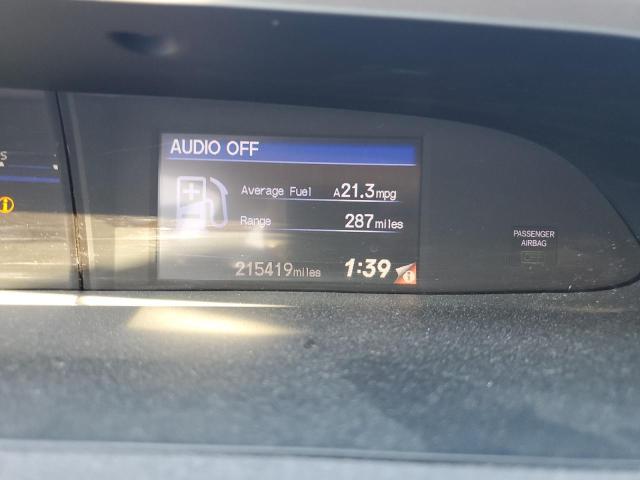 AUDIO OFF
Average Fuel A21.3mpg
Range 287miles
215419miles 1:39
PASSENGER
AIRBAG